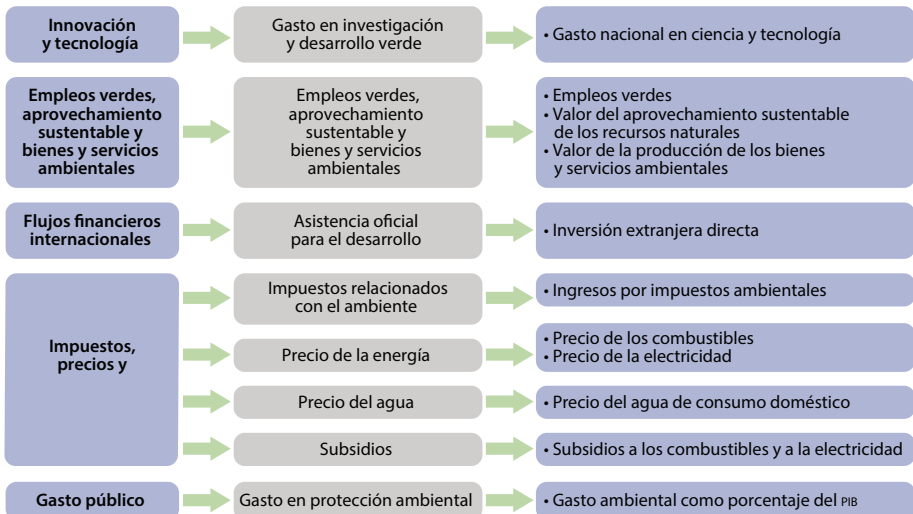 Innovación
y tecnología
Gasto en investigación
y desarrollo verde
• Gasto nacional en ciencia y tecnología
Empleos verdes,
aprovechamiento
sustentable y
bienes y servicios
ambientales
Empleos verdes,
aprovechamiento
sustentable y
bienes y servicios
ambientales
• Empleos verdes
• Valor del aprovechamiento sustentable
de los recursos naturales
• Valor de la producción de los bienes
y servicios ambientales
Flujos financieros
internacionales
Asistencia oficial
para el desarrollo
• Inversión extranjera directa
Impuestos,
precios y
Impuestos relacionados
con el ambiente
• Ingresos por impuestos ambientales
Precio de la energía
• Precio de los combustibles
• Precio de la electricidad
Precio del agua
• Precio del agua de consumo doméstico
Subsidios
• Subsidios a los combustibles y a la electricidad
Gasto público
Gasto en protección ambiental
• Gasto ambiental como porcentaje del PIB